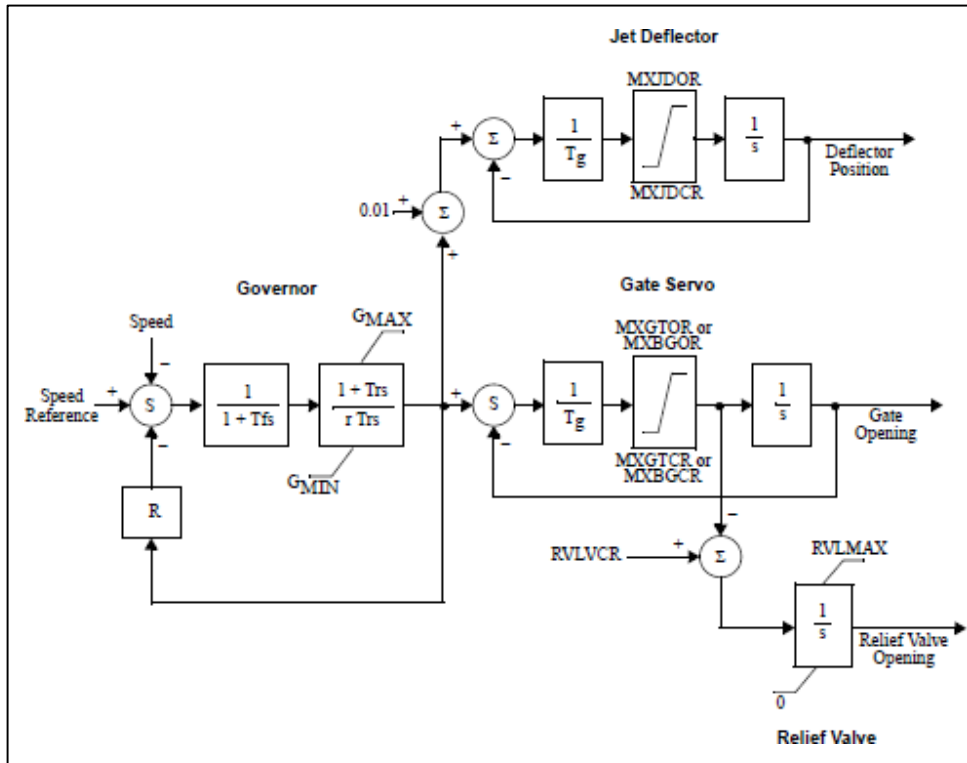 Jet Deflector
MXJDOR
+
Σ
1
Tg
1
s
−
Deflector
Position
MXJDCR
0.01
+
Σ
+
Governor
Gate Servo
GMAX
MXGTOR or
MXBGOR
Speed
−
Speed
Reference
+
S
1
1 + Tfs
1 + Trs
r Trs
+
S
1
Tg
1
s
Gate
Opening
−
−
GMIN
MXGTCR or
MXBGCR
R
−
RVLVCR
+
Σ
RVLMAX
1
s
Relief Valve
Opening
0
Relief Valve